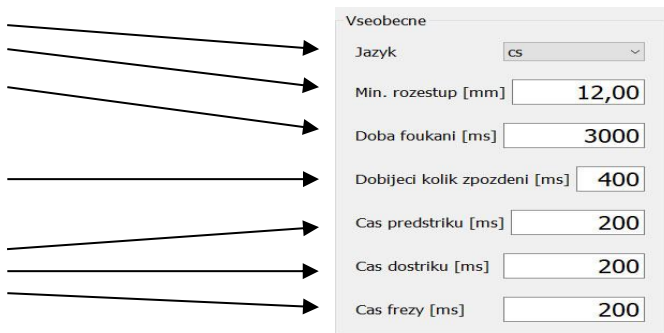 Vseobecne
Jazyk cs
Min. rozestup [mm] 12,00
Doba foukani [ms] 3000
Dobijeci kolik zpozdeni [ms] 400
Cas predstriku [ms] 200
Cas dostriku [ms] 200
Cas frezy [ms] 200